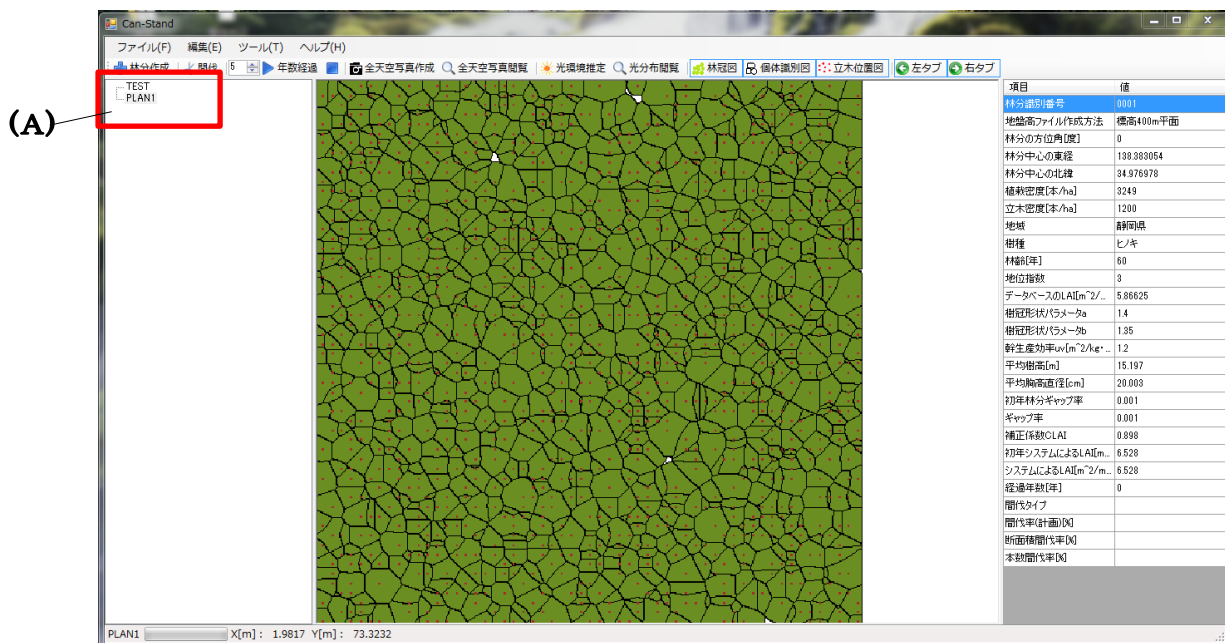 Can-Stand
ファイル(F) 編集(E) ツール(T) ヘルプ(H)
林分作成 間伐 5 年数経過 全天空写真作成 全天空写真閲覧 光環境推定 光分布閲覧 林冠図 個体識別図 立木位置図 左タブ 右タブ
(A)
TEST
PLAN1
項目 値
林分識別番号 0001
地盤高ファイル作成方法 標高400m平面
林分の方位角[度] 0
林分中心の東経 138.383054
林分中心の北緯 34.976978
植栽密度[本/ha] 3249
立木密度[本/ha] 1200
地域 静岡県
樹種 ヒノキ
林齢[年] 60
地位指数 3
データベースのLAI[m^2/... 5.86625
樹冠形状パラメータa 1.4
樹冠形状パラメータb 1.35
幹生産効率uv[m^2/kg・... 1.2
平均樹高[m] 15.197
平均胸高直径[cm] 20.003
初年林分ギャップ率 0.001
ギャップ率 0.001
補正係数CLAI 0.898
初年システムによるLAI[m... 6.528
システムによるLAI[m^2/m... 6.528
経過年数[年] 0
間伐タイプ
間伐率(計画)[%]
断面積間伐率[%]
本数間伐率[%]
PLAN1 X[m] : 1.9817 Y[m] : 73.3232